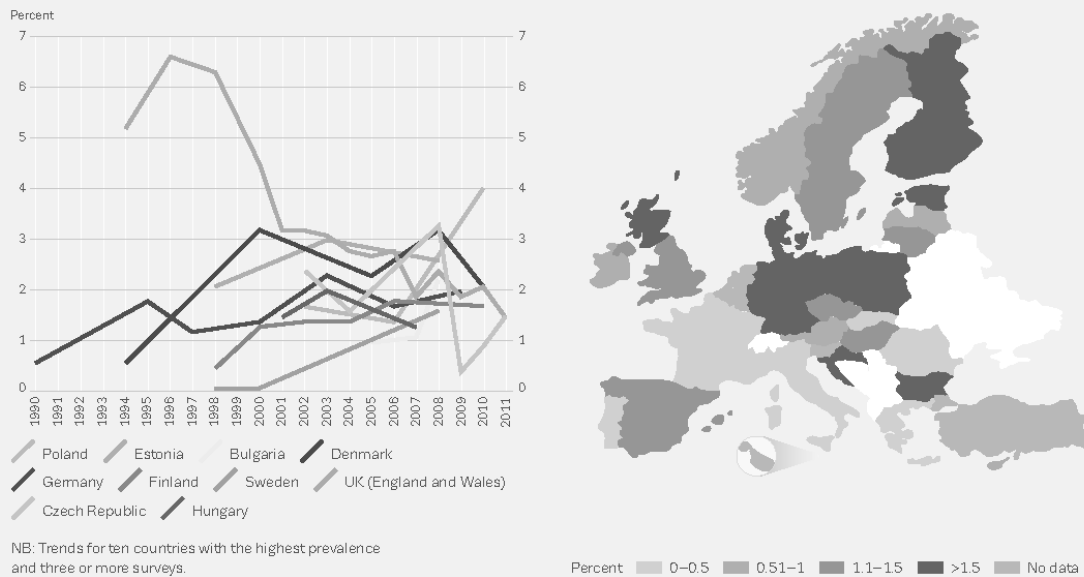 Percent
7 7
6 6
5 5
4 4
3 3
2 2
1 1
0 0
1990 1991 1992 1993 1994 1995 1996 1997 1998 1999 2000 2001 2002 2003 2004 2005 2006 2007 2008 2009 2010 2011
Poland Estonia Bulgaria Denmark
Germany Finland Sweden UK (England and Wales)
Czech Republic Hungary
NB: Trends for ten countries with the highest prevalence
and three or more surveys.
Percent 0–0.5 0.51–1 1.1–1.5 >1.5 No data